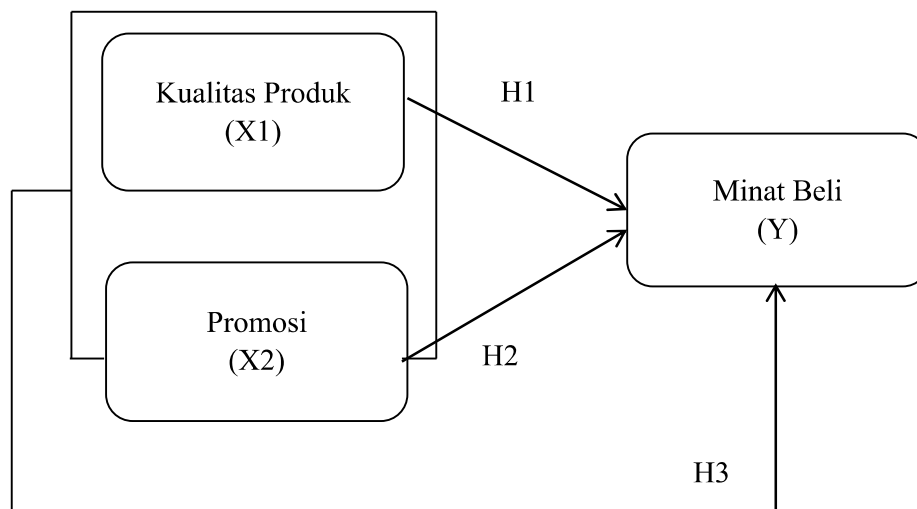 Kualitas Produk
(X1)
H1
Minat Beli
(Y)
Promosi
(X2)
H2
H3